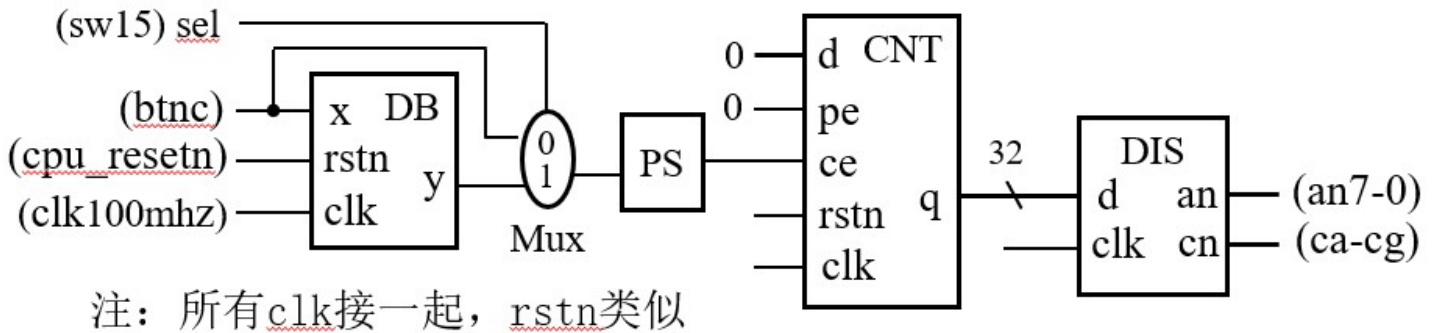 (sw15) sel
(btnc)
(cpu_resetn)
(clk100mhz)
x DB
rstn
y
clk
0
1
Mux
PS
0
0
d CNT
pe
ce
rstn
q
clk
32
DIS
d an
clk cn
(an7-0)
(ca-cg)
注：所有clk接一起，rstn类似